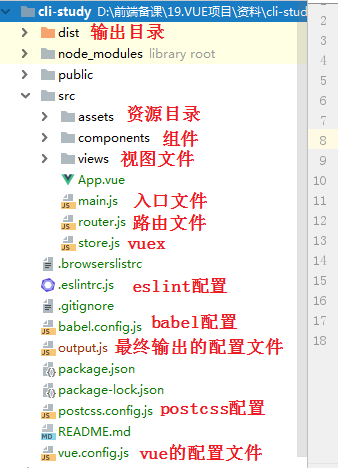 cli-study D:\前端备课\19.VUE项目\资料\cli-stud
dist 输出目录
node_modules library root
public
src
assets 资源目录
components 组件
views 视图文件
App.vue
main.js 入口文件
router.js 路由文件
store.js vuex
.browserslistrc
.eslintrc.js eslint配置
.gitignore
babel.config.js babel配置
output.js 最终输出的配置文件
package.json
package-lock.json
postcss.config.js postcss配置
README.md
vue.config.js vue的配置文件
1
2
3
4
5
6
7
8
9
10
11
12
13
14
15
16
17
18